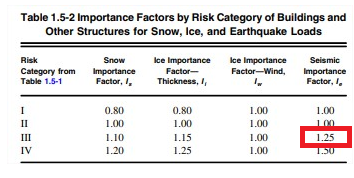 Table 1.5-2 Importance Factors by Risk Category of Buildings and
Other Structures for Snow, Ice, and Earthquake Loads
Risk Category from Table 1.5-1 Snow Importance Factor, Is Ice Importance Factor—Thickness, Ii Ice Importance Factor—Wind, Iw Seismic Importance Factor, Ie
I 0.80 0.80 1.00 1.00
II 1.00 1.00 1.00 1.00
III 1.10 1.15 1.00 1.25
IV 1.20 1.25 1.00 1.50